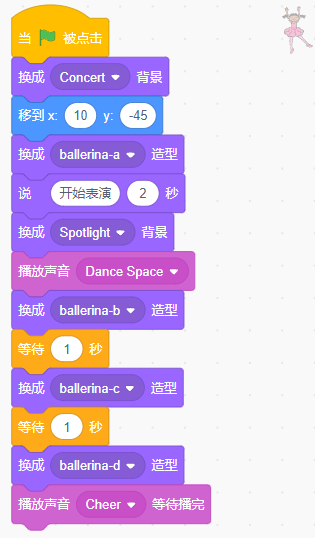 当 被点击
换成 Concert 背景
移到 x: 10 y: -45
换成 ballerina-a 造型
说 开始表演 2 秒
换成 Spotlight 背景
播放声音 Dance Space
换成 ballerina-b 造型
等待 1 秒
换成 ballerina-c 造型
等待 1 秒
换成 ballerina-d 造型
播放声音 Cheer 等待播完